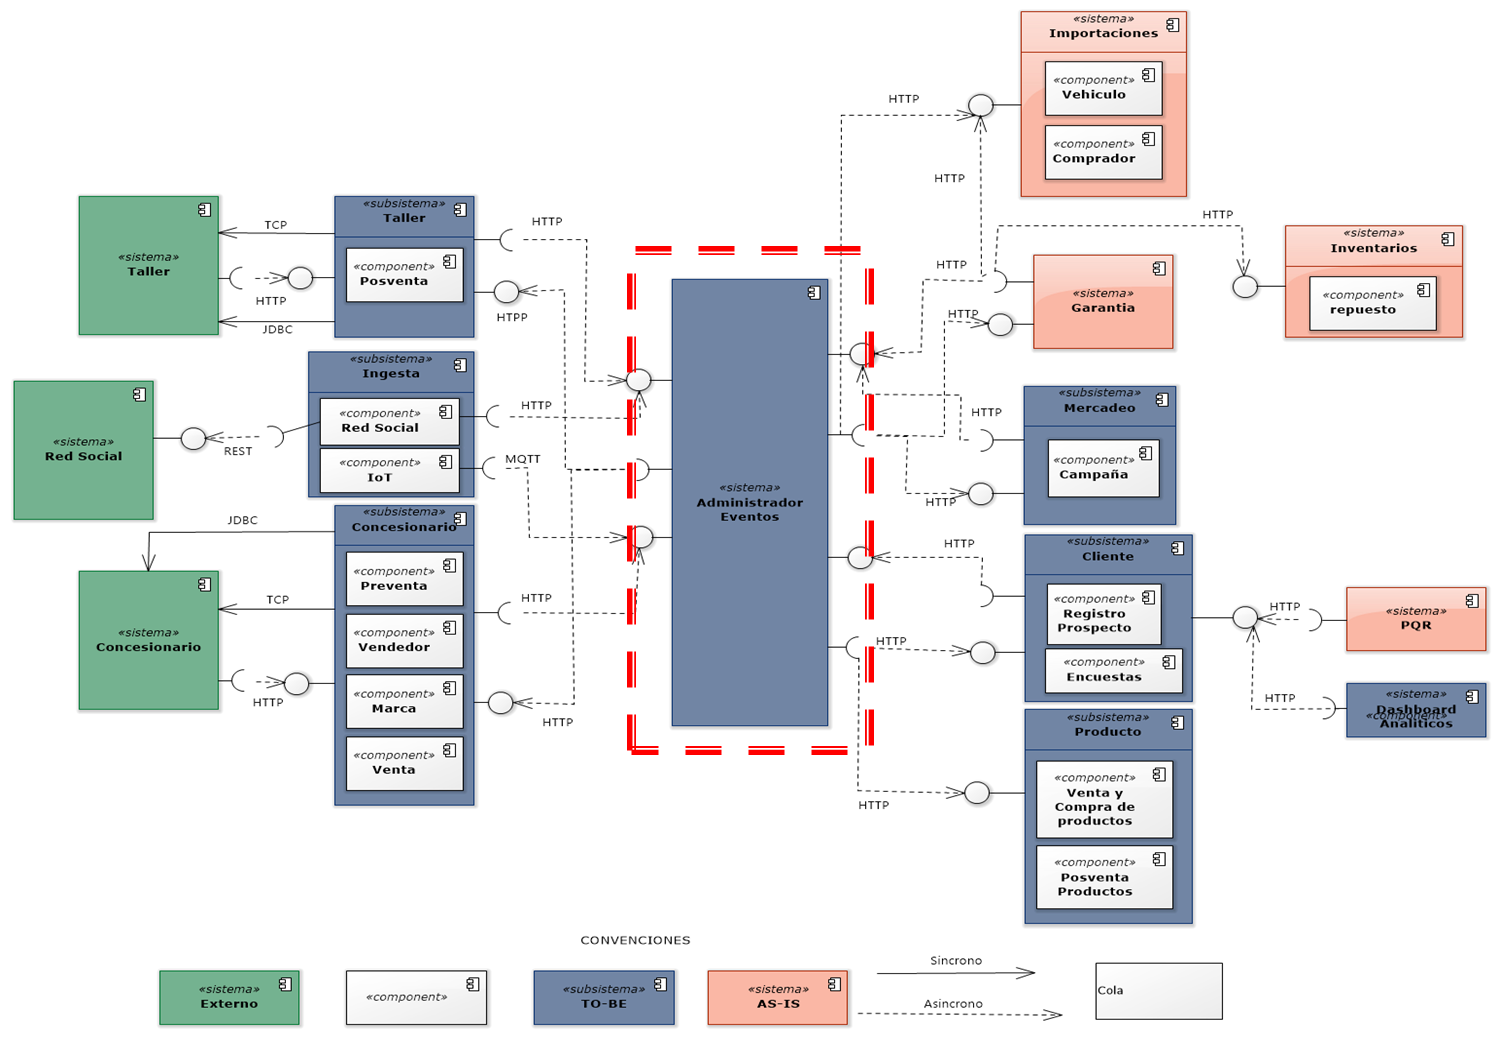 «sistema»
Importaciones
«component»
Vehiculo
«component»
Comprador
HTTP
HTTP
HTTP
«sistema»
Inventarios
«component»
repuesto
HTTP
«sistema»
Garantia
HTTP
«subsistema»
Taller
«component»
Posventa
HTTP
HTPP
TCP
HTTP
JDBC
«sistema»
Taller
«subsistema»
Ingesta
«component»
Red Social
«component»
IoT
HTTP
MQTT
REST
«sistema»
Red Social
«subsistema»
Mercadeo
«component»
Campaña
HTTP
HTTP
«sistema»
Administrador
Eventos
JDBC
«subsistema»
Concesionario
«component»
Preventa
«component»
Vendedor
«component»
Marca
«component»
Venta
TCP
HTTP
«sistema»
Concesionario
HTTP
HTTP
«subsistema»
Cliente
«component»
Registro
Prospecto
«component»
Encuestas
HTTP
HTTP
HTTP
«sistema»
PQR
HTTP
«sistema»
Dashboard
«component»
Analiticos
«subsistema»
Producto
«component»
Venta y
Compra de
productos
«component»
Posventa
Productos
HTTP
CONVENCIONES
«sistema»
Externo
«component»
«subsistema»
TO-BE
«sistema»
AS-IS
Sincrono
Asincrono
Cola